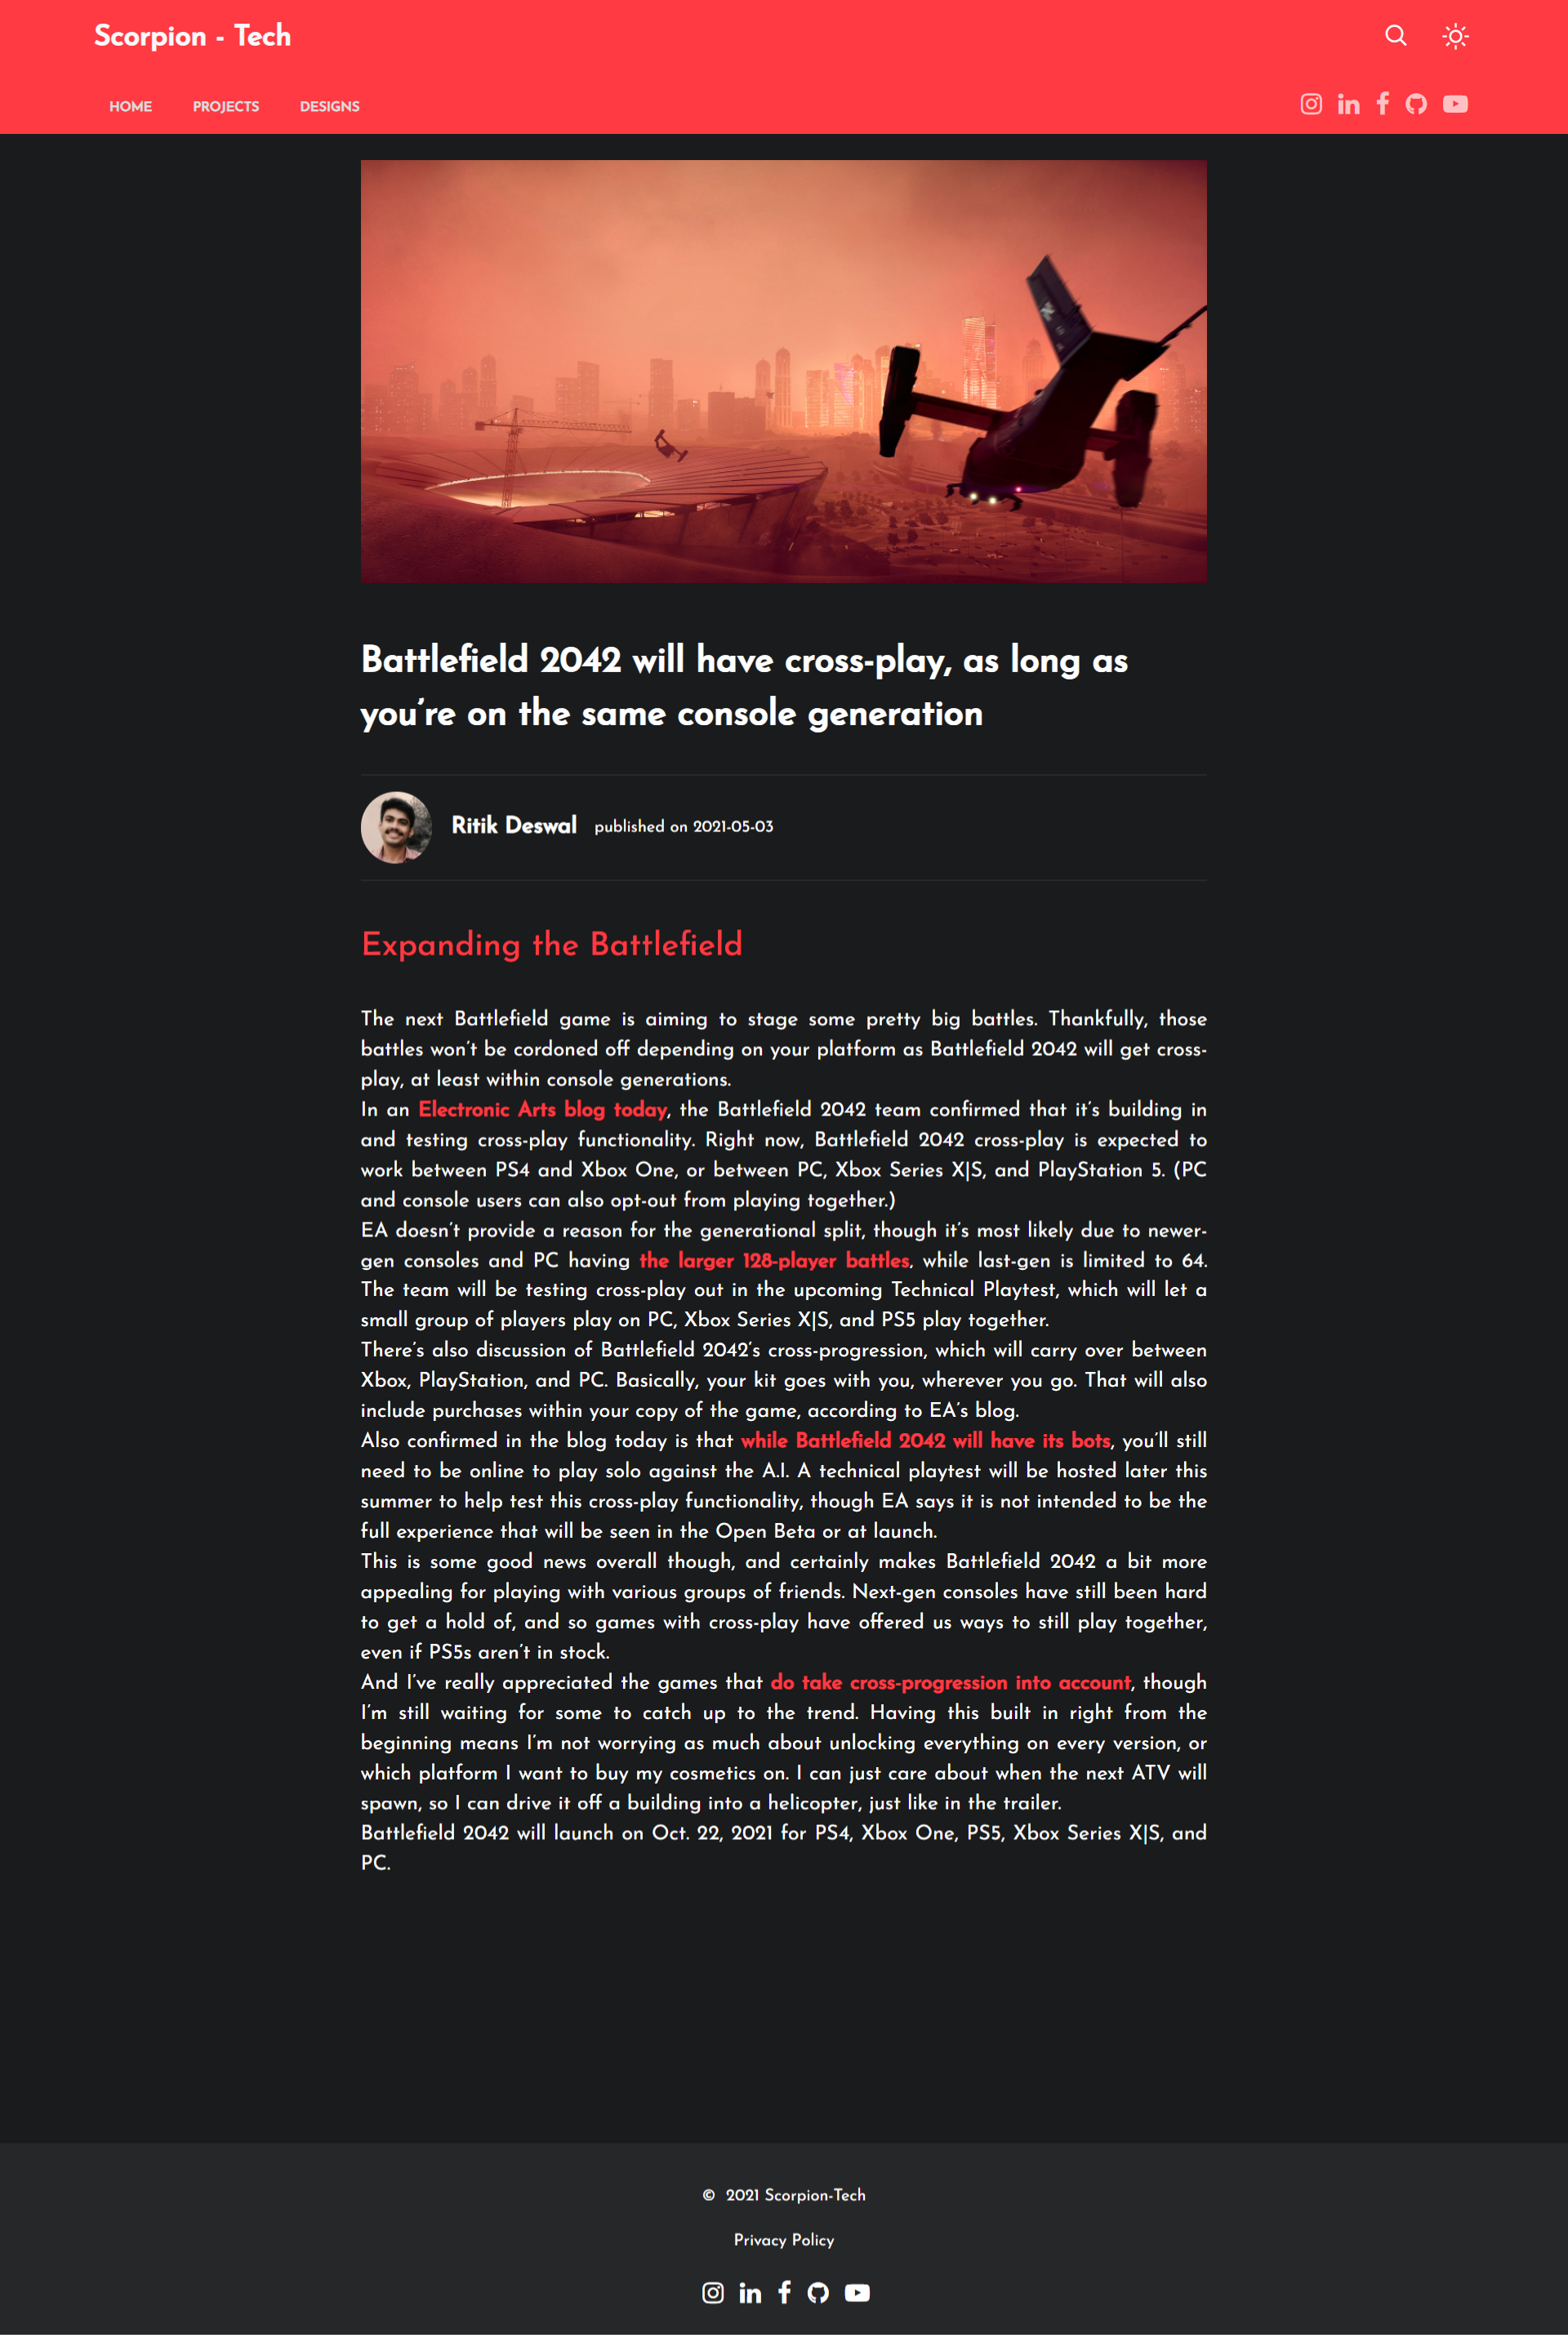 Scorpion - Tech
HOME PROJECTS DESIGNS
Battlefield 2042 will have cross-play, as long as
you’re on the same console generation
Ritik Deswal published on 2021-05-03
Expanding the Battlefield
The next Battlefield game is aiming to stage some pretty big battles. Thankfully, those
battles won’t be cordoned off depending on your platform as Battlefield 2042 will get cross-
play, at least within console generations.
In an Electronic Arts blog today, the Battlefield 2042 team confirmed that it’s building in
and testing cross-play functionality. Right now, Battlefield 2042 cross-play is expected to
work between PS4 and Xbox One, or between PC, Xbox Series X|S, and PlayStation 5. (PC
and console users can also opt-out from playing together.)
EA doesn’t provide a reason for the generational split, though it’s most likely due to newer-
gen consoles and PC having the larger 128-player battles, while last-gen is limited to 64.
The team will be testing cross-play out in the upcoming Technical Playtest, which will let a
small group of players play on PC, Xbox Series X|S, and PS5 play together.
There’s also discussion of Battlefield 2042’s cross-progression, which will carry over between
Xbox, PlayStation, and PC. Basically, your kit goes with you, wherever you go. That will also
include purchases within your copy of the game, according to EA’s blog.
Also confirmed in the blog today is that while Battlefield 2042 will have its bots, you’ll still
need to be online to play solo against the A.I. A technical playtest will be hosted later this
summer to help test this cross-play functionality, though EA says it is not intended to be the
full experience that will be seen in the Open Beta or at launch.
This is some good news overall though, and certainly makes Battlefield 2042 a bit more
appealing for playing with various groups of friends. Next-gen consoles have still been hard
to get a hold of, and so games with cross-play have offered us ways to still play together,
even if PS5s aren’t in stock.
And I’ve really appreciated the games that do take cross-progression into account, though
I’m still waiting for some to catch up to the trend. Having this built in right from the
beginning means I’m not worrying as much about unlocking everything on every version, or
which platform I want to buy my cosmetics on. I can just care about when the next ATV will
spawn, so I can drive it off a building into a helicopter, just like in the trailer.
Battlefield 2042 will launch on Oct. 22, 2021 for PS4, Xbox One, PS5, Xbox Series X|S, and
PC.
© 2021 Scorpion-Tech
Privacy Policy